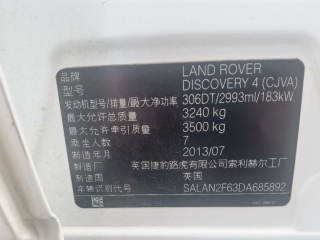 品牌 LAND ROVER
型号 DISCOVERY 4 (CJVA)
发动机型号/排量/最大净功率 306DT/2993ml/183kW
最大允许总质量 3240 kg
最大允许牵引质量 3500 kg
乘坐人数 7
制造年月 2013/07
制造厂 英国捷豹路虎有限公司索利赫尔工厂
制造国 英国
车辆识别代号 SALAN2F63DA685892